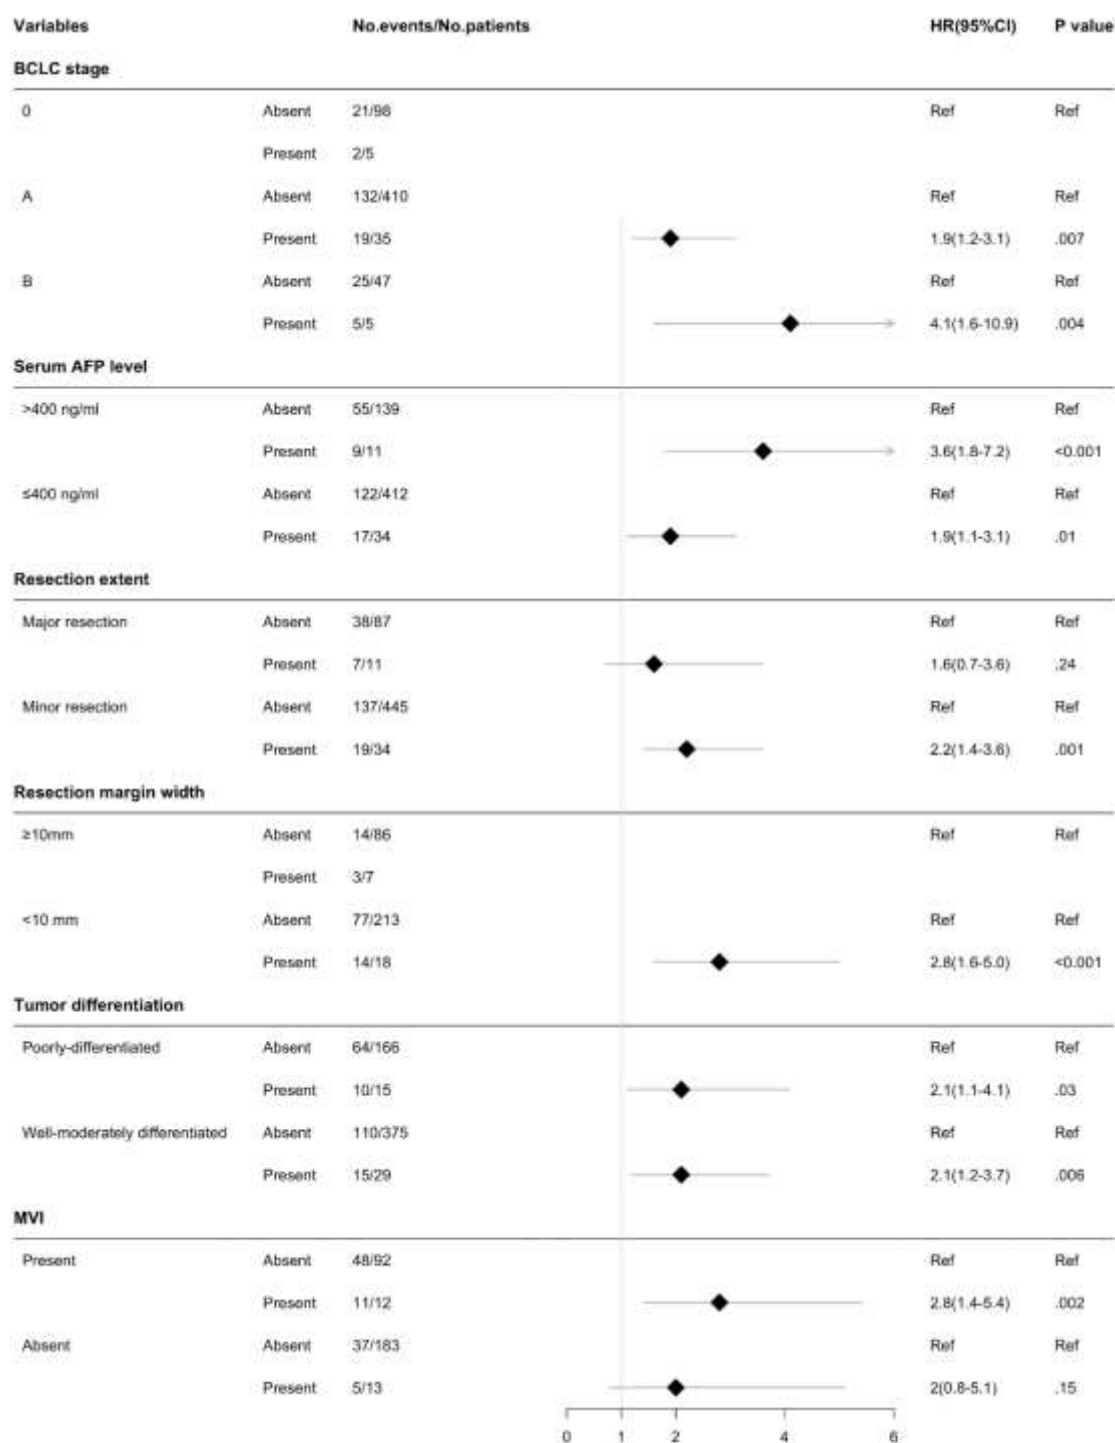 Variables No.events/No.patients HR(95%CI) P value
BCLC stage
0 Absent 21/98 Ref Ref
Present 2/5
A Absent 132/410 Ref Ref
Present 19/35 1.9(1.2-3.1) .007
B Absent 25/47 Ref Ref
Present 5/5 4.1(1.6-10.9) .004
Serum AFP level
>400 ng/ml Absent 55/139 Ref Ref
Present 9/11 3.6(1.8-7.2) <0.001
≤400 ng/ml Absent 122/412 Ref Ref
Present 17/34 1.9(1.1-3.1) .01
Resection extent
Major resection Absent 38/87 Ref Ref
Present 7/11 1.6(0.7-3.6) .24
Minor resection Absent 137/445 Ref Ref
Present 19/34 2.2(1.4-3.6) .001
Resection margin width
≥10mm Absent 14/86 Ref Ref
Present 3/7
<10 mm Absent 77/213 Ref Ref
Present 14/18 2.8(1.6-5.0) <0.001
Tumor differentiation
Poorly-differentiated Absent 64/166 Ref Ref
Present 10/15 2.1(1.1-4.1) .03
Well-moderately differentiated Absent 110/375 Ref Ref
Present 15/29 2.1(1.2-3.7) .006
MVI
Present Absent 48/92 Ref Ref
Present 11/12 2.8(1.4-5.4) .002
Absent Absent 37/183 Ref Ref
Present 5/13 2(0.8-5.1) .15
0 1 2 4 6